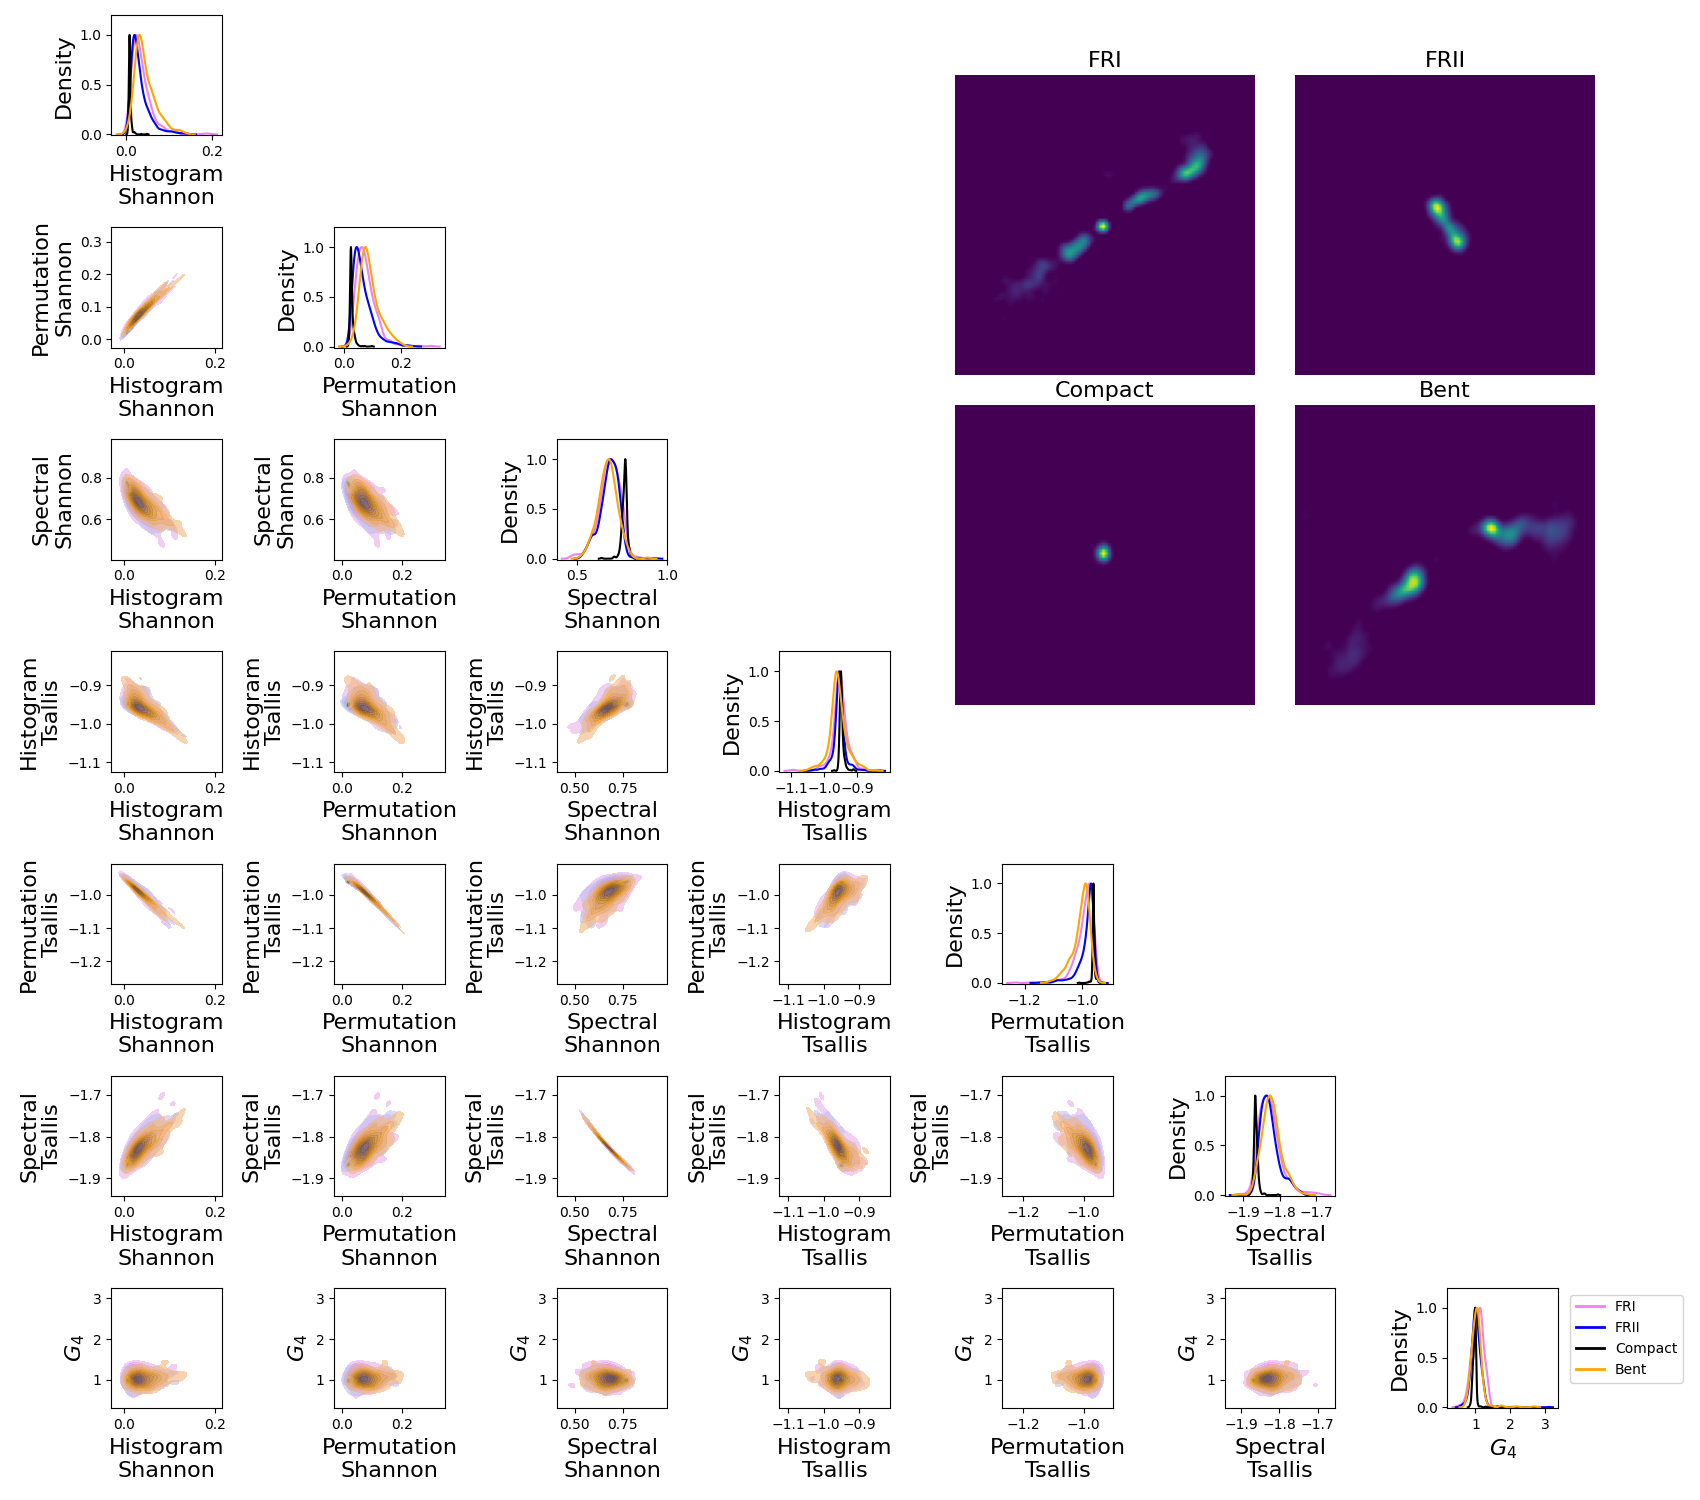 Density
1.0
0.5
0.0
0.0 0.2
Histogram
Shannon
FRI
FRII
Compact
Bent
Permutation
Shannon
0.3
0.2
0.1
0.0
0.0 0.2
Histogram
Shannon
Density
1.0
0.5
0.0
0.0 0.2
Permutation
Shannon
Spectral
Shannon
0.8
0.6
0.0 0.2
Histogram
Shannon
Spectral
Shannon
0.8
0.6
0.0 0.2
Permutation
Shannon
Density
1.0
0.5
0.0
0.5 1.0
Spectral
Shannon
Histogram
Tsallis
−0.9
−1.0
−1.1
0.0 0.2
Histogram
Shannon
Histogram
Tsallis
−0.9
−1.0
−1.1
0.0 0.2
Permutation
Shannon
Histogram
Tsallis
−0.9
−1.0
−1.1
0.50 0.75
Spectral
Shannon
Density
1.0
0.5
0.0
−1.1 −1.0 −0.9
Histogram
Tsallis
Permutation
Tsallis
−1.0
−1.1
−1.2
0.0 0.2
Histogram
Shannon
Permutation
Tsallis
−1.0
−1.1
−1.2
0.0 0.2
Permutation
Shannon
Permutation
Tsallis
−1.0
−1.1
−1.2
0.50 0.75
Spectral
Shannon
Permutation
Tsallis
−1.0
−1.1
−1.2
−1.1 −1.0 −0.9
Histogram
Tsallis
Density
1.0
0.5
0.0
−1.2 −1.0
Permutation
Tsallis
Spectral
Tsallis
−1.7
−1.8
−1.9
0.0 0.2
Histogram
Shannon
Spectral
Tsallis
−1.7
−1.8
−1.9
0.0 0.2
Permutation
Shannon
Spectral
Tsallis
−1.7
−1.8
−1.9
0.50 0.75
Spectral
Shannon
Spectral
Tsallis
−1.7
−1.8
−1.9
−1.1 −1.0 −0.9
Histogram
Tsallis
Spectral
Tsallis
−1.7
−1.8
−1.9
−1.2 −1.0
Permutation
Tsallis
Density
1.0
0.5
0.0
−1.9 −1.8 −1.7
Spectral
Tsallis
G4
3
2
1
0.0 0.2
Histogram
Shannon
G4
3
2
1
0.0 0.2
Permutation
Shannon
G4
3
2
1
0.50 0.75
Spectral
Shannon
G4
3
2
1
−1.1 −1.0 −0.9
Histogram
Tsallis
G4
3
2
1
−1.2 −1.0
Permutation
Tsallis
G4
3
2
1
−1.9 −1.8 −1.7
Spectral
Tsallis
Density
1.0
0.5
0.0
1 2 3
G4
FRI
FRII
Compact
Bent